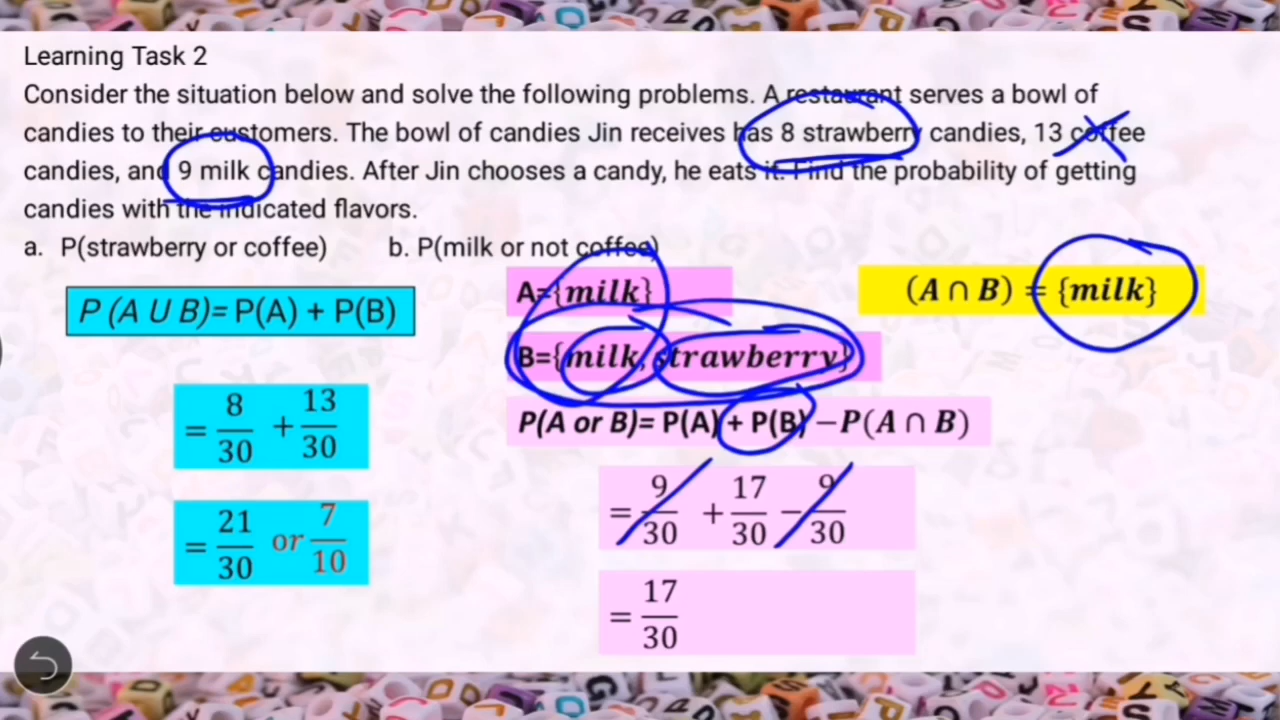 Learning Task 2
Consider the situation below and solve the following problems. A restaurant serves a bowl of
candies to their customers. The bowl of candies Jin receives has 8 strawberry candies, 13 coffee
candies, and 9 milk candies. After Jin chooses a candy, he eats it. Find the probability of getting
candies with the indicated flavors.
a. P(strawberry or coffee) b. P(milk or not coffee)
P (A U B)= P(A) + P(B)
= 8/30 + 13/30
= 21/30 or 7/10
A={milk}
B={milk, strawberry}
(A ∩ B) = {milk}
P(A or B)= P(A) + P(B) −P(A ∩ B)
= 9/30 + 17/30 − 9/30
= 17/30